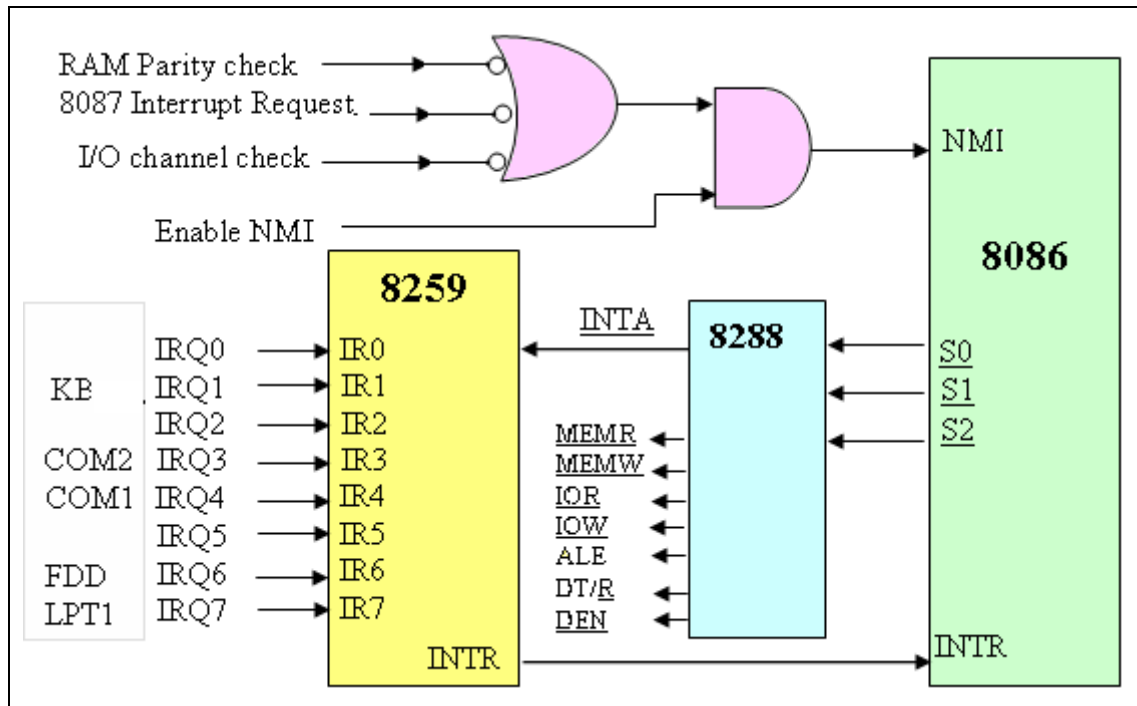 RAM Parity check
8087 Interrupt Request.
I/O channel check
Enable NMI
NMI
8086
8259
INTA
8288
IRQ0 IR0
KB IRQ1 IR1
IRQ2 IR2
COM2 IRQ3 IR3
COM1 IRQ4 IR4
IRQ5 IR5
FDD IRQ6 IR6
LPT1 IRQ7 IR7
INTR
MEMR
MEMW
IOR
IOW
ALE
DT/R
DEN
S0
S1
S2
INTR